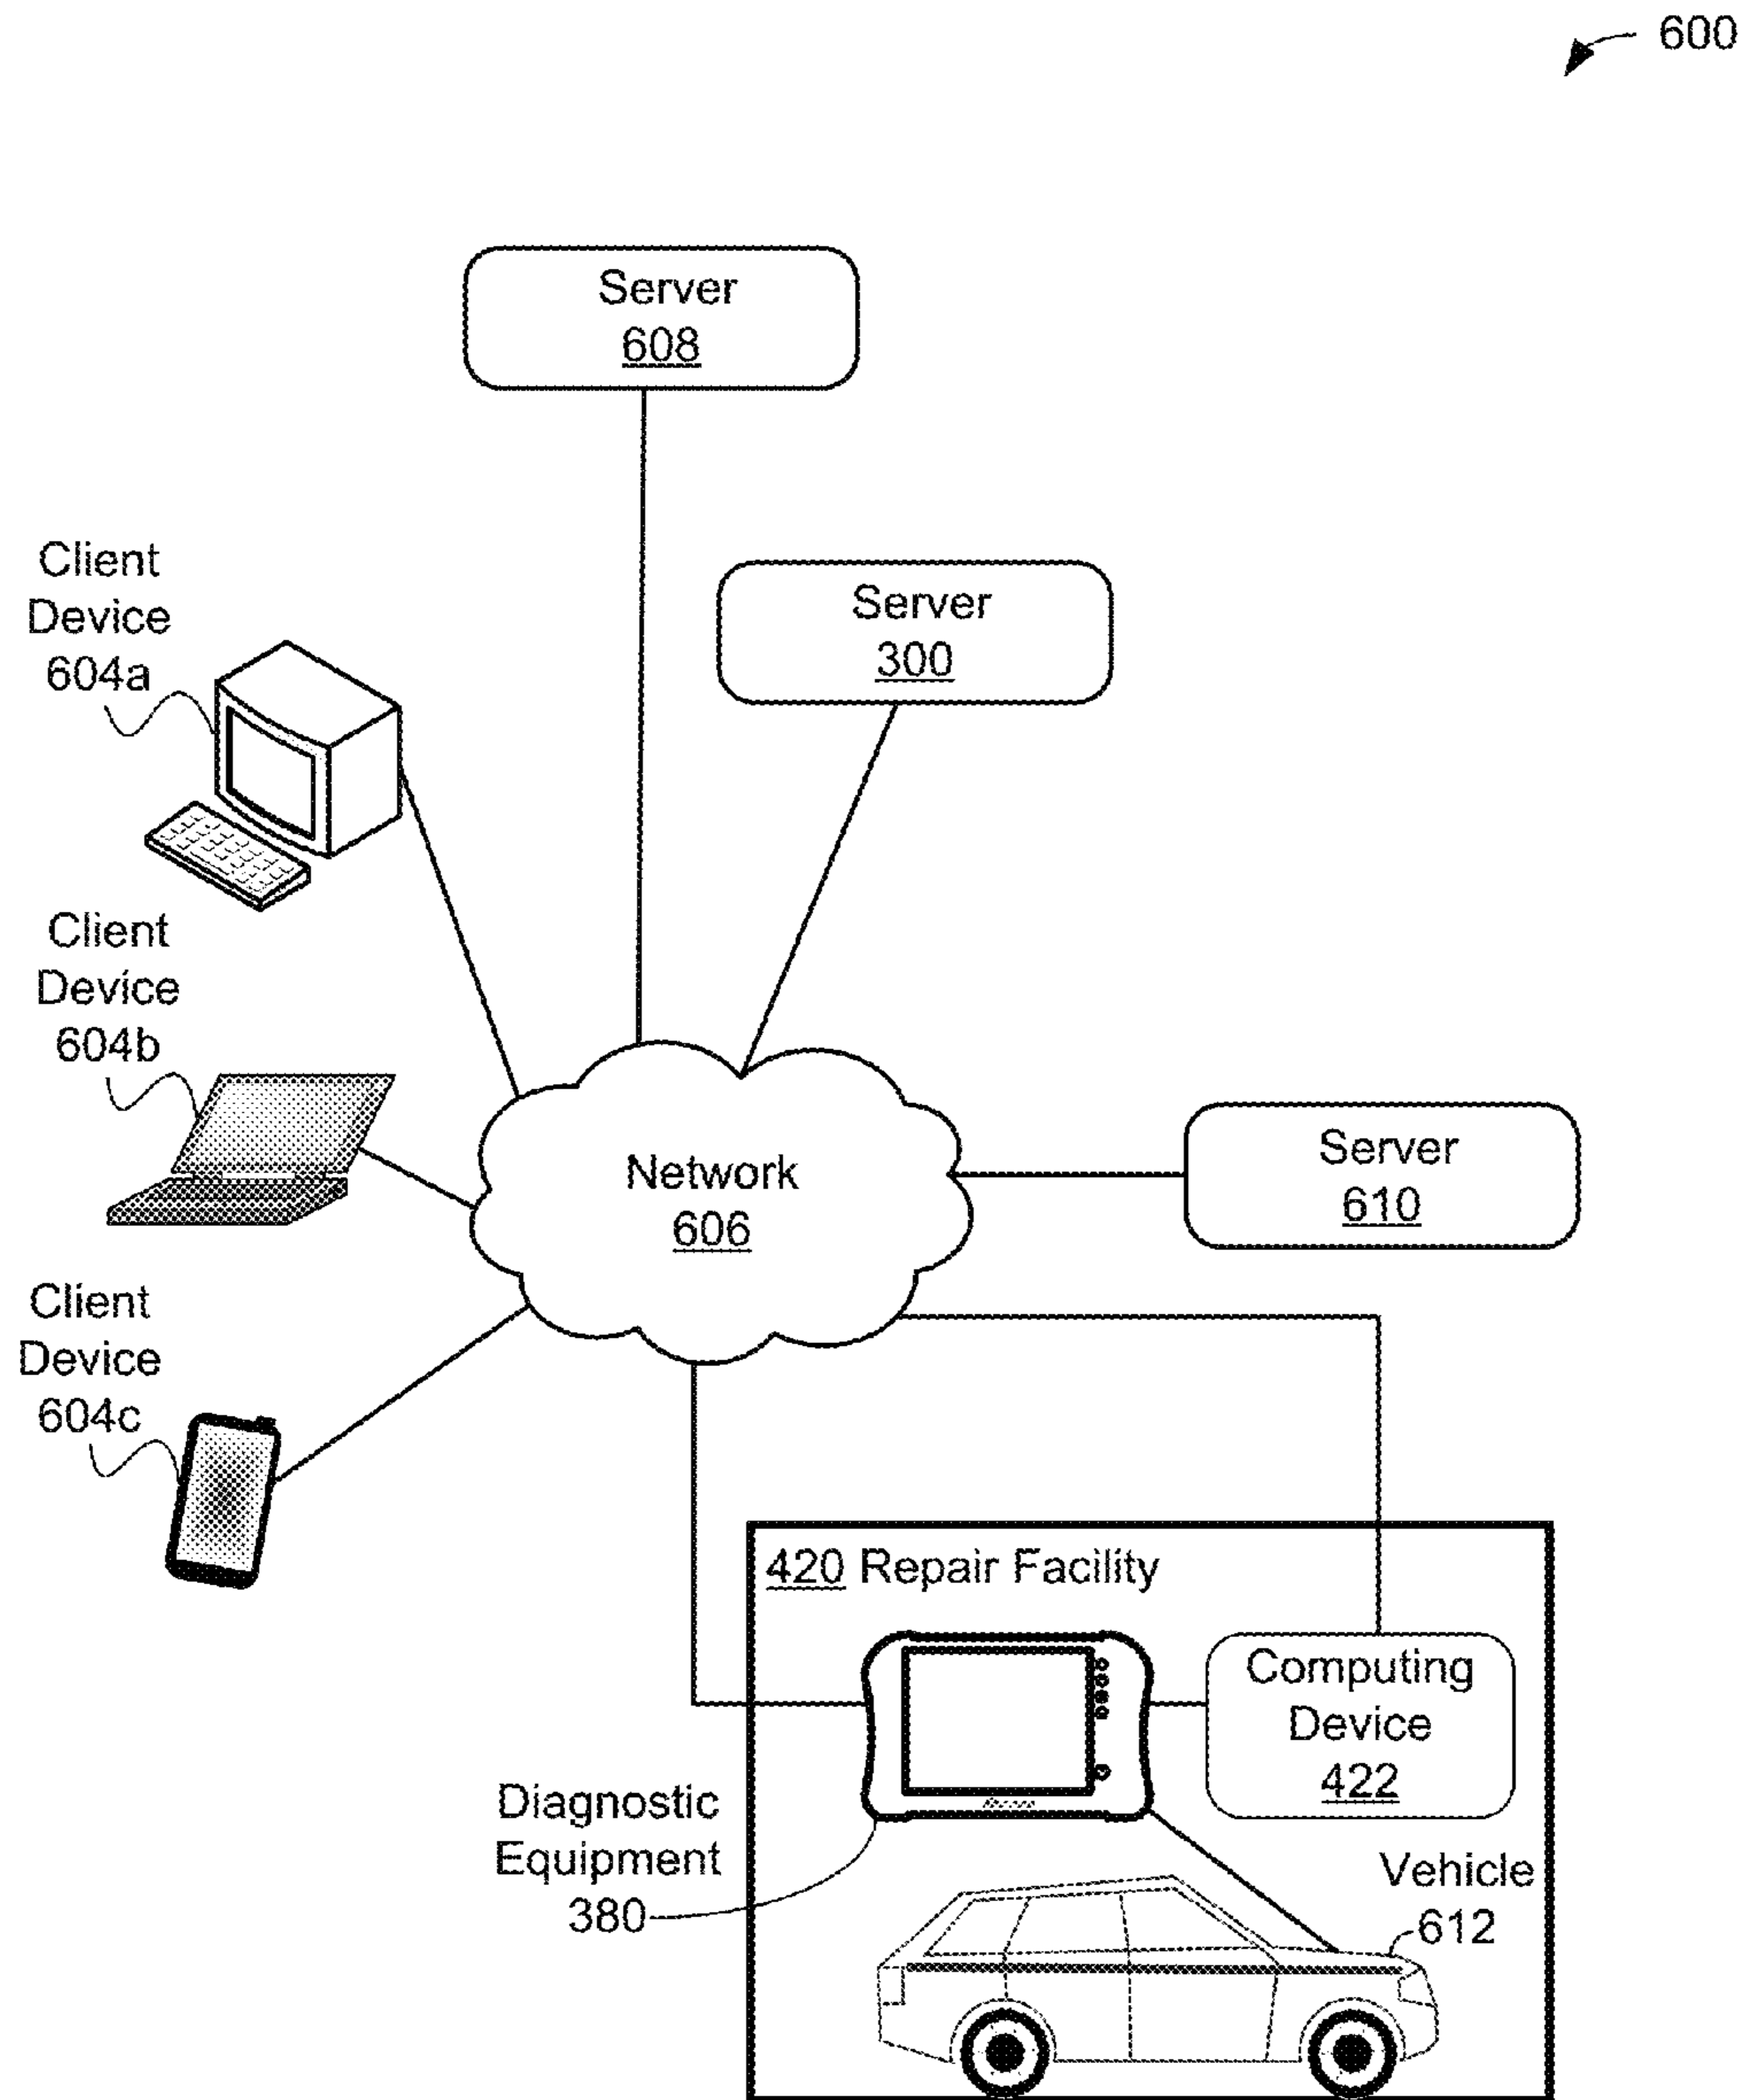 600
Server
608
Server
300
Client
Device
604a
Client
Device
604b
Network
606
Server
610
Client
Device
604c
420 Repair Facility
Computing
Device
422
Diagnostic
Equipment
380
Vehicle
612